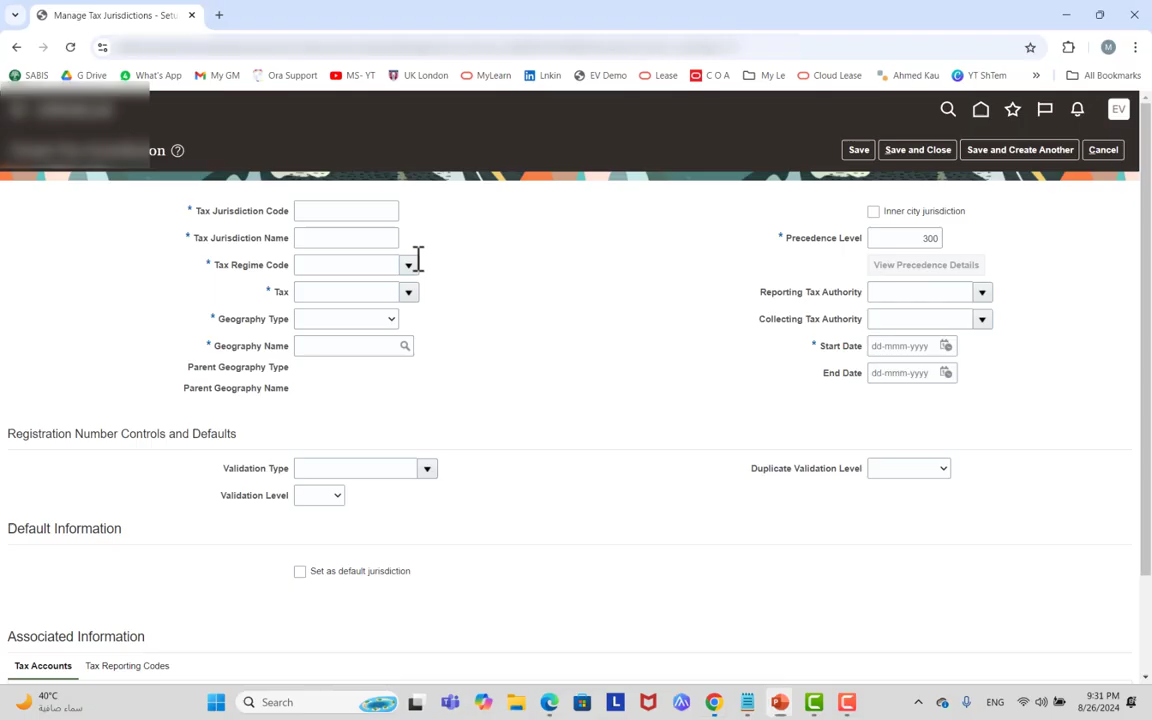 Manage Tax Jurisdictions - Setu
SABIS
G Drive
What's App
My GM
Ora Support
MS- YT
UK London
MyLearn
Lnkin
EV Demo
Lease
C O A
My Le
Cloud Lease
Ahmed Kau
YT ShTem
»
All Bookmarks
M
EV
on
Save
Save and Close
Save and Create Another
Cancel
* Tax Jurisdiction Code
Inner city jurisdiction
* Tax Jurisdiction Name
* Precedence Level 300
* Tax Regime Code
View Precedence Details
* Tax
Reporting Tax Authority
* Geography Type
Collecting Tax Authority
* Geography Name
* Start Date dd-mmm-yyyy
Parent Geography Type
End Date dd-mmm-yyyy
Parent Geography Name
Registration Number Controls and Defaults
Validation Type
Duplicate Validation Level
Validation Level
Default Information
Set as default jurisdiction
Associated Information
Tax Accounts
Tax Reporting Codes
40°C
سماء صافية
Search
ENG
9:31 PM
8/26/2024